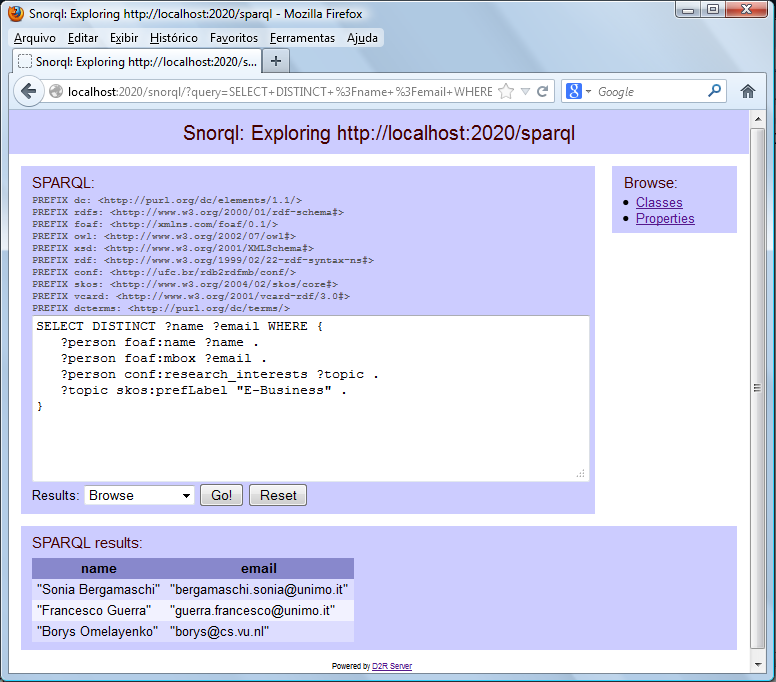 Snorql: Exploring http://localhost:2020/sparql - Mozilla Firefox
Arquivo Editar Exibir Histórico Favoritos Ferramentas Ajuda
Snorql: Exploring http://localhost:2020/s...
localhost:2020/snorql/?query=SELECT+DISTINCT+%3Fname+%3Femail+WHERE
Google
Snorql: Exploring http://localhost:2020/sparql
SPARQL:
PREFIX dc: <http://purl.org/dc/elements/1.1/>
PREFIX rdfs: <http://www.w3.org/2000/01/rdf-schema#>
PREFIX foaf: <http://xmlns.com/foaf/0.1/>
PREFIX owl: <http://www.w3.org/2002/07/owl#>
PREFIX xsd: <http://www.w3.org/2001/XMLSchema#>
PREFIX rdf: <http://www.w3.org/1999/02/22-rdf-syntax-ns#>
PREFIX conf: <http://ufc.br/rdb2rdfmb/conf/>
PREFIX skos: <http://www.w3.org/2004/02/skos/core#>
PREFIX vcard: <http://www.w3.org/2001/vcard-rdf/3.0#>
PREFIX dcterms: <http://purl.org/dc/terms/>
SELECT DISTINCT ?name ?email WHERE {
?person foaf:name ?name .
?person foaf:mbox ?email .
?person conf:research_interests ?topic .
?topic skos:prefLabel "E-Business" .
}
Results: Browse Go! Reset
Browse:
Classes
Properties
SPARQL results:
name email
"Sonia Bergamaschi" "bergamaschi.sonia@unimo.it"
"Francesco Guerra" "guerra.francesco@unimo.it"
"Borys Omelayenko" "borys@cs.vu.nl"
Powered by D2R Server